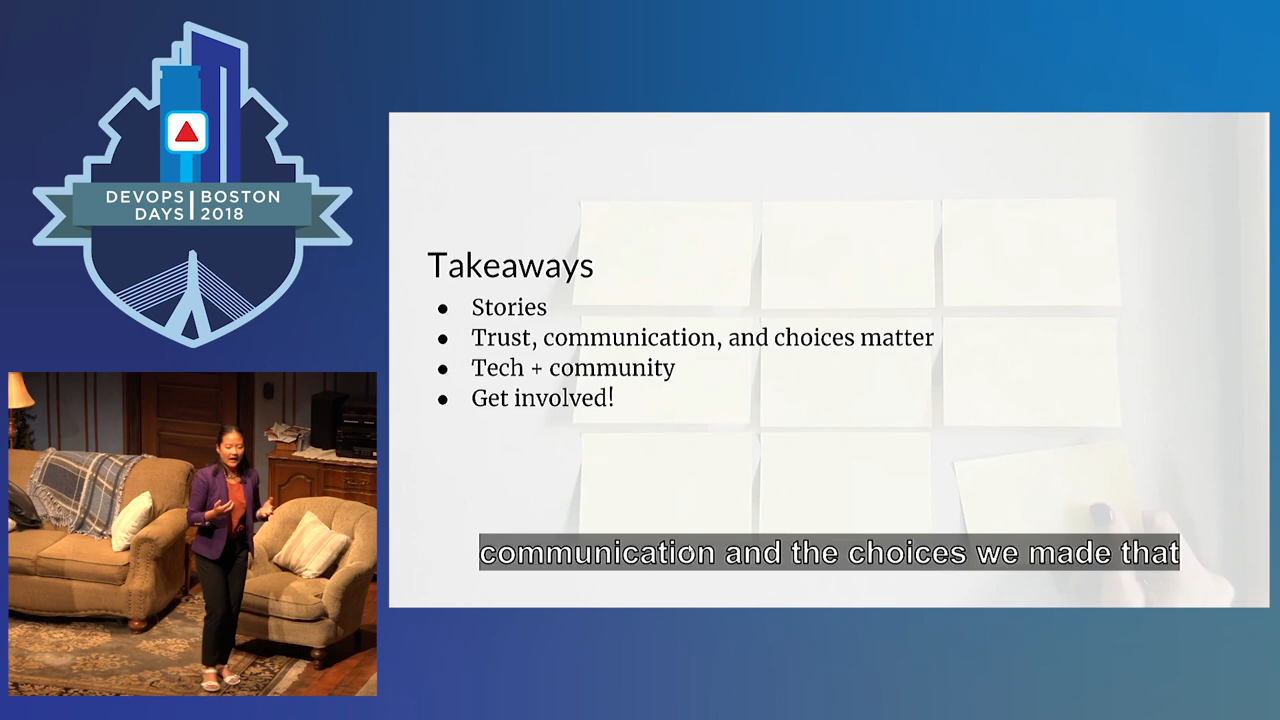 DEVOPS BOSTON
DAYS 2018
Takeaways
● Stories
● Trust, communication, and choices matter
● Tech + community
● Get involved!
communication and the choices we made that